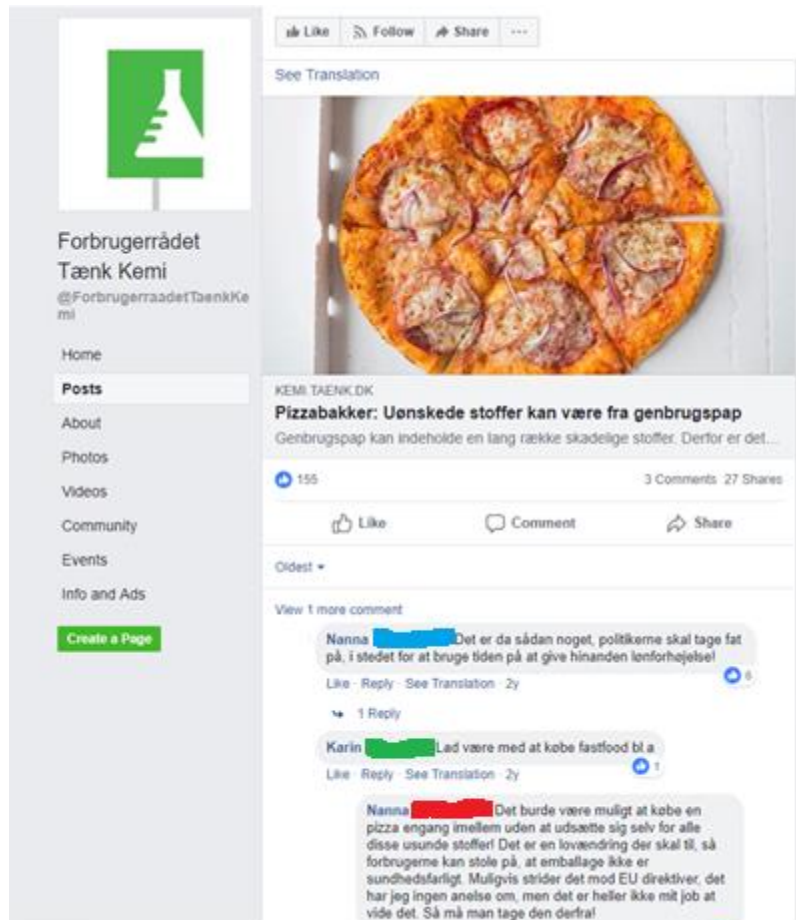 Like Follow Share ...
See Translation
Forbrugerrådet
Tænk Kemi
@ForbrugerraadetTaenkKe
mi
Home
Posts
About
Photos
Videos
Community
Events
Info and Ads
Create a Page
KEMI.TAENK.DK
Pizzabakker: Uønskede stoffer kan være fra genbrugspap
Genbrugspap kan indeholde en lang række skadelige stoffer. Derfor er det...
155 3 Comments 27 Shares
Like Comment Share
Oldest
View 1 more comment
Nanna Det er da sådan noget, politikerne skal tage fat
på, i stedet for at bruge tiden på at give hinanden lønforhøjelse!
Like · Reply · See Translation · 2y 6
1 Reply
Karin Lad være med at købe fastfood bl.a
Like · Reply · See Translation · 2y 1
Nanna Det burde være muligt at købe en
pizza engang imellem uden at udsætte sig selv for alle
disse usunde stoffer! Det er en lovændring der skal til, så
forbrugerne kan stole på, at emballage ikke er
sundhedsfarligt. Muligvis strider det mod EU direktiver, det
har jeg ingen anelse om, men det er heller ikke mit job at
vide det. Så må man tage den derfra!